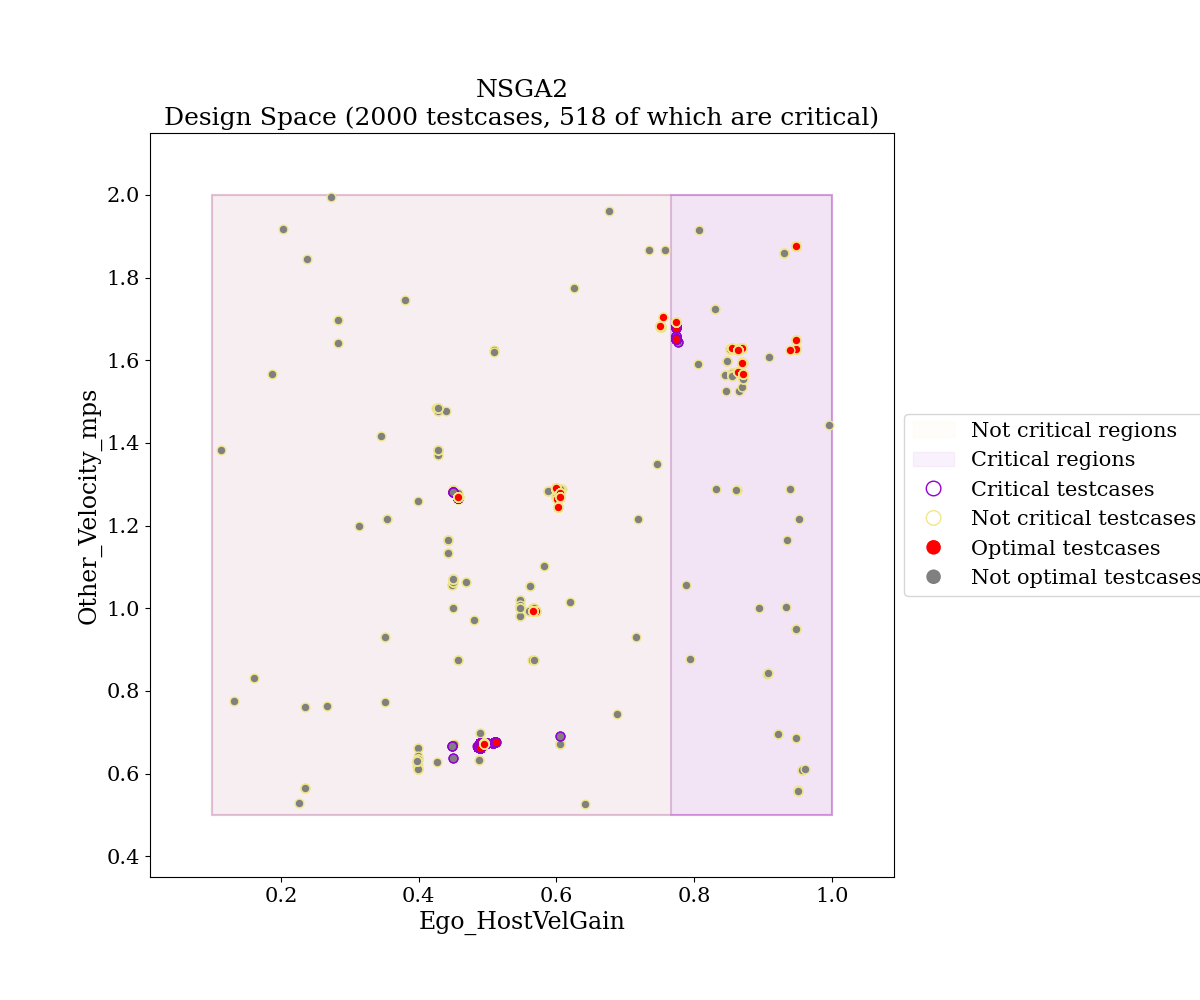 NSGA2
Design Space (2000 testcases, 518 of which are critical)
Other_Velocity_mps
2.0
1.8
1.6
1.4
1.2
1.0
0.8
0.6
0.4
0.2
0.4
0.6
0.8
1.0
Ego_HostVelGain
Not critical regions
Critical regions
Critical testcases
Not critical testcases
Optimal testcases
Not optimal testcases